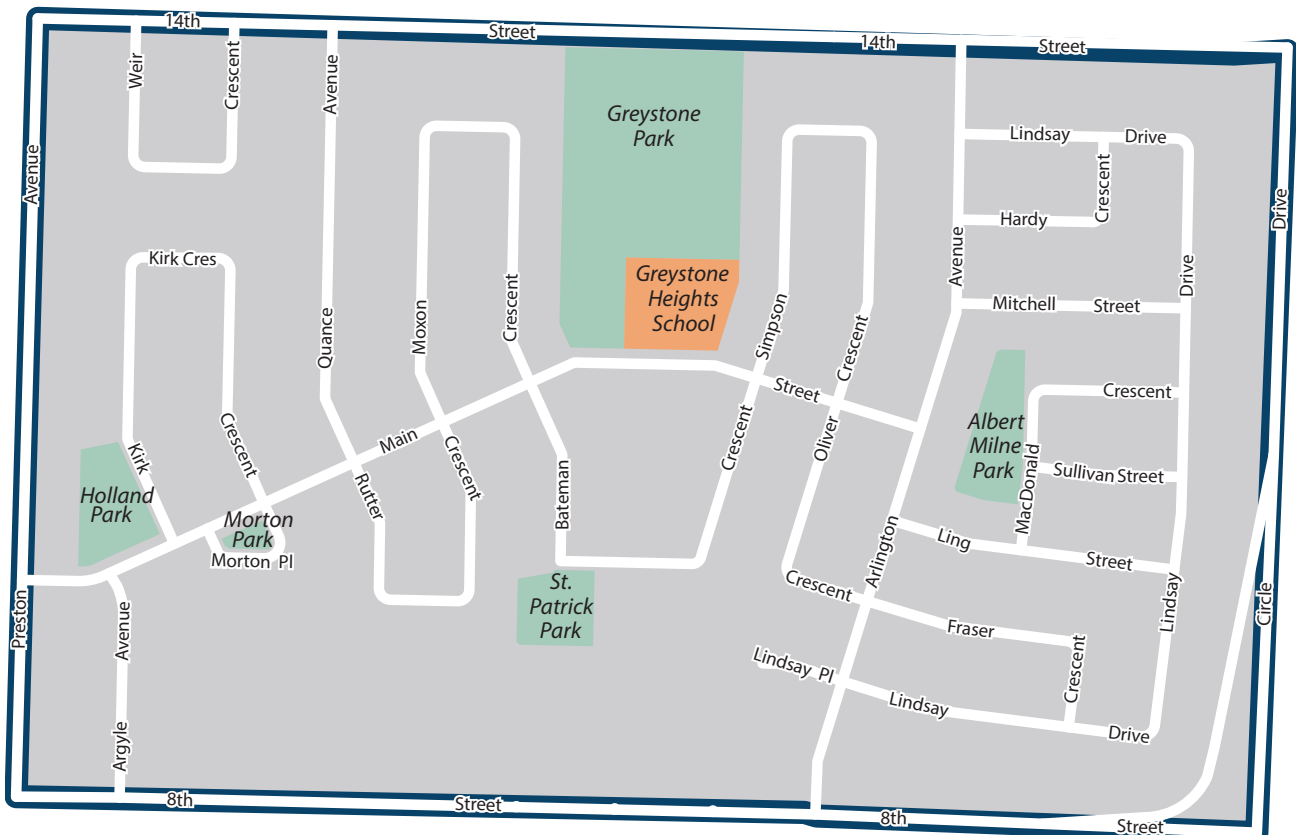 14th
Street
14th
Street
Weir
Crescent
Avenue
Avenue
Greystone
Park
Lindsay
Drive
Crescent
Hardy
Drive
Avenue
Drive
Kirk Cres
Greystone
Heights
School
Mitchell
Street
Quance
Moxon
Crescent
Simpson
Crescent
Street
Crescent
Albert
Milne
Park
Main
Kirk
Crescent
Crescent
Bateman
Crescent
Oliver
MacDonald
Sullivan Street
Holland
Park
Morton
Park
Morton Pl
Rutter
Arlington
Ling
Street
St.
Patrick
Park
Crescent
Fraser
Lindsay
Circle
Preston
Avenue
Lindsay Pl
Crescent
Lindsay
Drive
Argyle
8th
Street
8th
Street